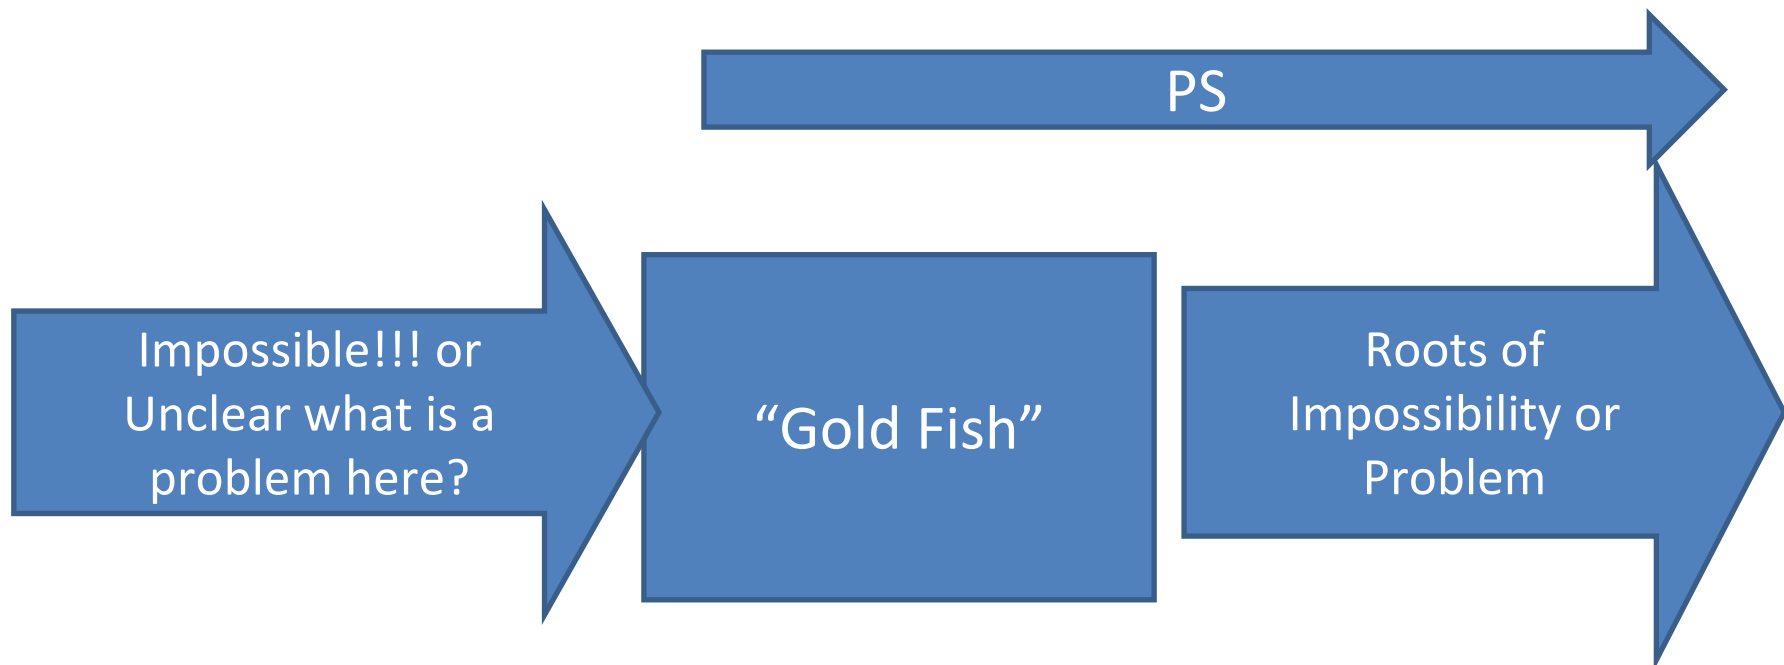 PS
Impossible!!! or
Unclear what is a
problem here?
“Gold Fish”
Roots of
Impossibility or
Problem